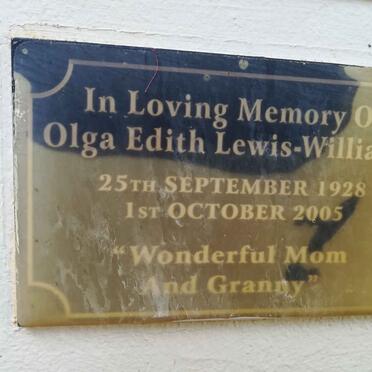 In Loving Memory O
Olga Edith Lewis-Willia
25TH SEPTEMBER 1928
1ST OCTOBER 2005
"Wonderful Mom
And Granny"